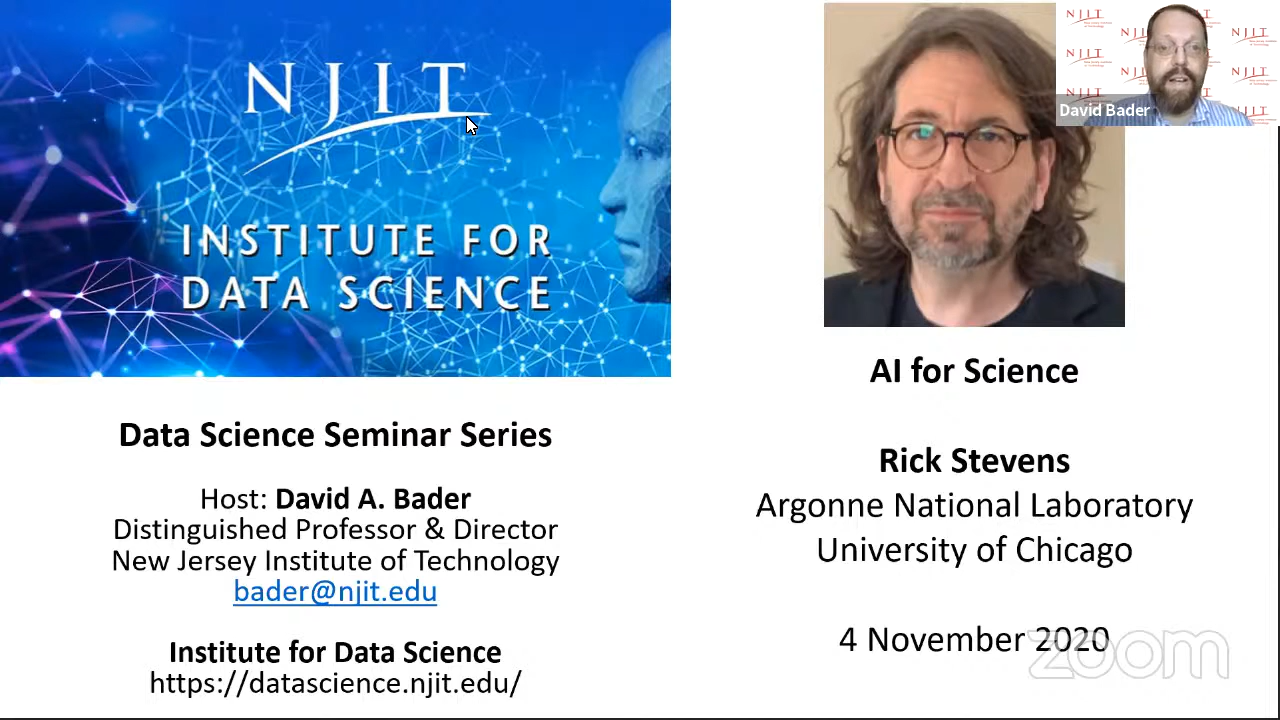 NJIT
INSTITUTE FOR
DATA SCIENCE
Data Science Seminar Series
Host: David A. Bader
Distinguished Professor & Director
New Jersey Institute of Technology
bader@njit.edu
Institute for Data Science
https://datascience.njit.edu/
David Bader
AI for Science
Rick Stevens
Argonne National Laboratory
University of Chicago
4 November 2020
zoom